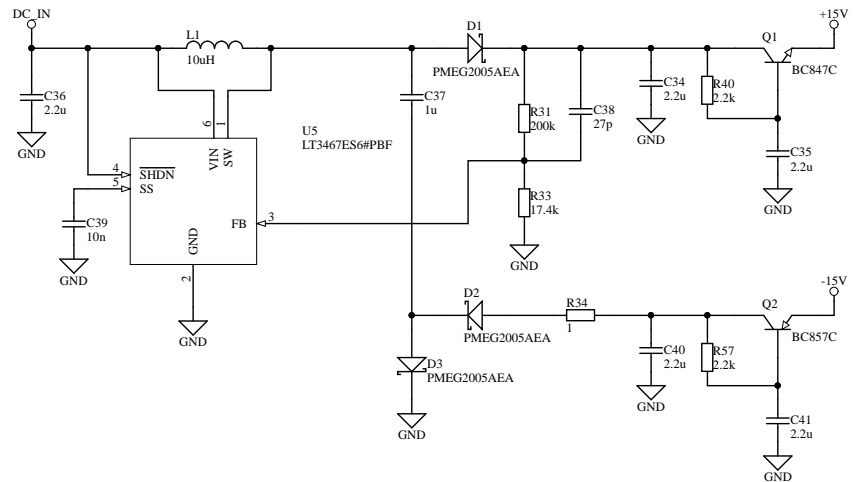 DC_IN
L1
10uH
D1
PMEG2005AEA
Q1
+15V
BC847C
C36
2.2u
GND
C37
1u
R31
200k
C38
27p
C34
2.2u
GND
R40
2.2k
C35
2.2u
GND
U5
LT3467ES6#PBF
6
1
VIN
SW
4
SHDN
5
SS
FB
3
GND
2
GND
C39
10n
GND
R33
17.4k
GND
D2
PMEG2005AEA
R34
1
D3
PMEG2005AEA
GND
C40
2.2u
GND
R57
2.2k
Q2
-15V
BC857C
C41
2.2u
GND